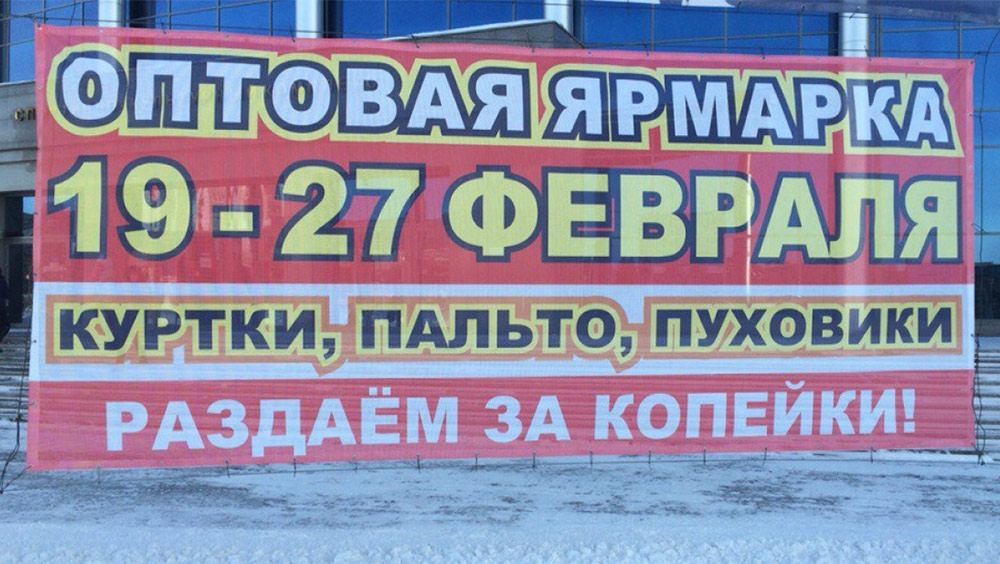 ОПТОВАЯ ЯРМАРКА
19 - 27 ФЕВРАЛЯ
КУРТКИ, ПАЛЬТО, ПУХОВИКИ
РАЗДАЁМ ЗА КОПЕЙКИ!